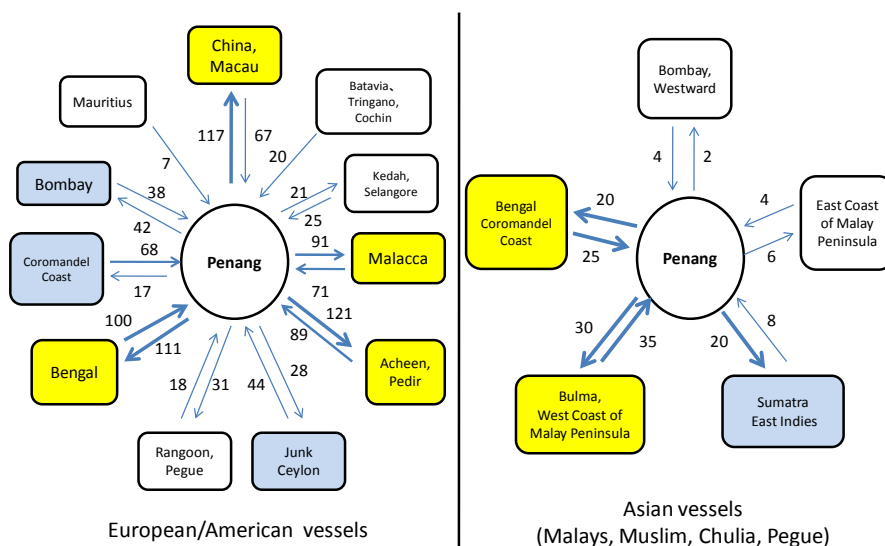 China,
Macau
Mauritius
Batavia、
Tringano,
Cochin
117
67
20
7
Bombay
38
42
Kedah,
Selangore
21
25
Coromandel
Coast
68
17
Penang
91
Malacca
71
100
111
Bengal
121
89
Acheen,
Pedir
18
31
44
28
Rangoon,
Pegue
Junk
Ceylon
European/American vessels
Bombay,
Westward
4
2
Bengal
Coromandel
Coast
20
25
Penang
4
6
East Coast
of Malay
Peninsula
30
35
20
8
Bulma,
West Coast of
Malay Peninsula
Sumatra
East Indies
Asian vessels
(Malays, Muslim, Chulia, Pegue)